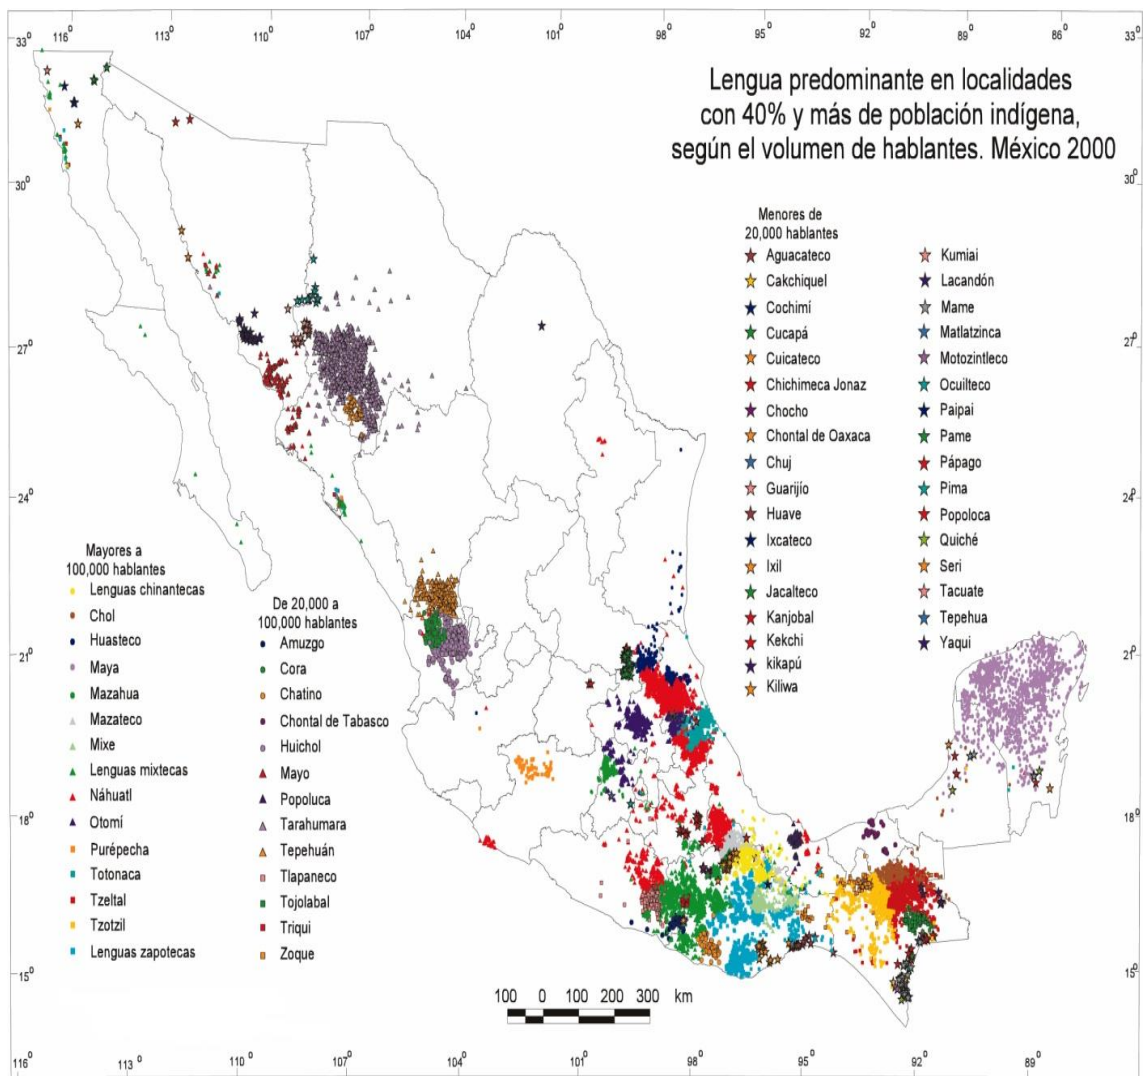 116° 113° 110° 107° 104° 98° 95° 92° 89° 86°
33° 33°
Lengua predominante en localidades
con 40% y más de población indígena,
según el volumen de hablantes. México 2000
30° 30°
27° 27°
24° 24°
21° 21°
18° 18°
15° 15°
Menores de
20,000 hablantes
Aguacateco
Cakchiquel
Cochimí
Cucapá
Cuicateco
Chichimeca Jonaz
Chocho
Chontal de Oaxaca
Chuj
Guarijío
Huave
Ixcateco
Ixil
Jacalteco
Kanjobal
Kekchi
kikapú
Kiliwa
Kumiai
Lacandón
Mame
Matlatzinca
Motozintleco
Ocuilteco
Paipai
Pame
Pápago
Pima
Popoloca
Quiché
Seri
Tacuate
Tepehua
Yaqui
Mayores a
100,000 hablantes
Lenguas chinantecas
Chol
Huasteco
Maya
Mazahua
Mazateco
Mixe
Lenguas mixtecas
Náhuatl
Otomí
Purépecha
Totonaca
Tzeltal
Tzotzil
Lenguas zapotecas
De 20,000 a
100,000 hablantes
Amuzgo
Cora
Chatino
Chontal de Tabasco
Huichol
Mayo
Popoluca
Tarahumara
Tepehuán
Tlapaneco
Tojolabal
Triqui
Zoque
100 0 100 200 300 km
116° 110° 107° 104° 98° 95° 92° 89°